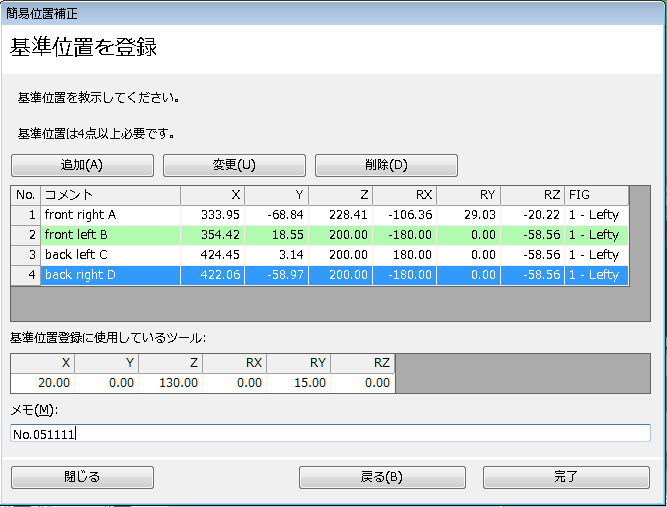 簡易位置補正
基準位置を登録
基準位置を教示してください。
基準位置は4点以上必要です。
追加(A) 変更(U) 削除(D)
No. コメント X Y Z RX RY RZ FIG
1 front right A 333.95 -68.84 228.41 -106.36 29.03 -20.22 1 - Lefty
2 front left B 354.42 18.55 200.00 -180.00 0.00 -58.56 1 - Lefty
3 back left C 424.45 3.14 200.00 180.00 0.00 -58.56 1 - Lefty
4 back right D 422.06 -58.97 200.00 -180.00 0.00 -58.56 1 - Lefty
基準位置登録に使用しているツール:
X Y Z RX RY RZ
20.00 0.00 130.00 0.00 15.00 0.00
メモ(M):
No.051111
閉じる 戻る(B) 完了